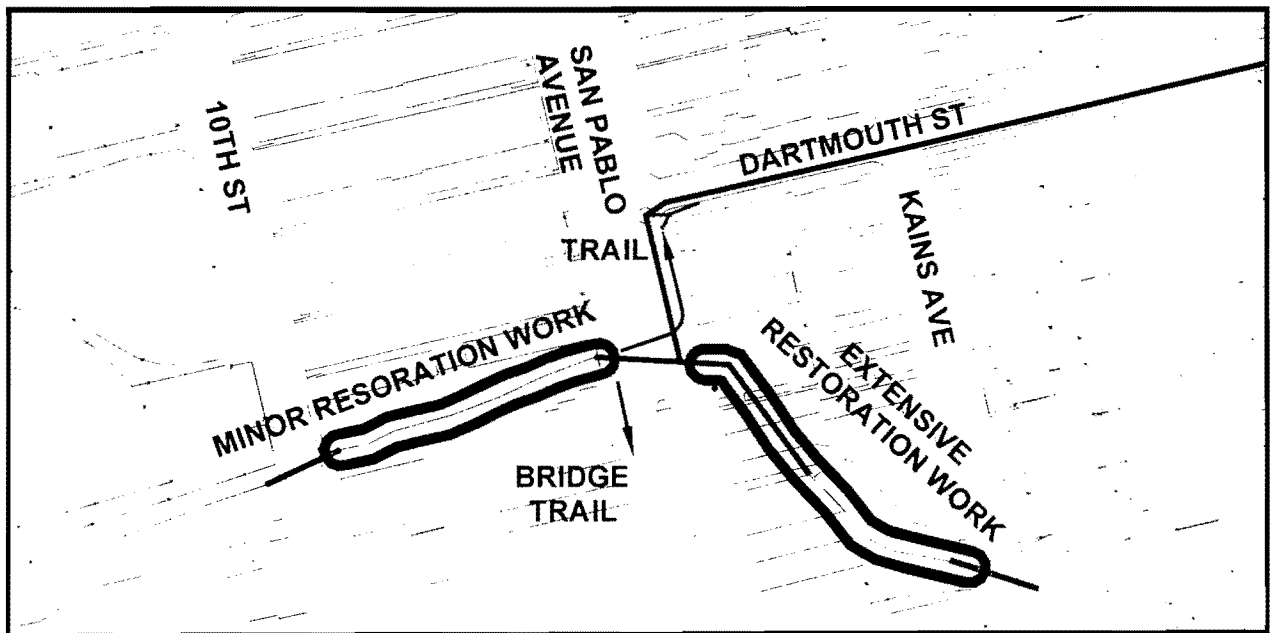 SAN PABLO
AVENUE
10TH ST
DARTMOUTH ST
KAINS AVE
TRAIL
MINOR RESORATION WORK
EXTENSIVE
RESTORATION WORK
BRIDGE
TRAIL